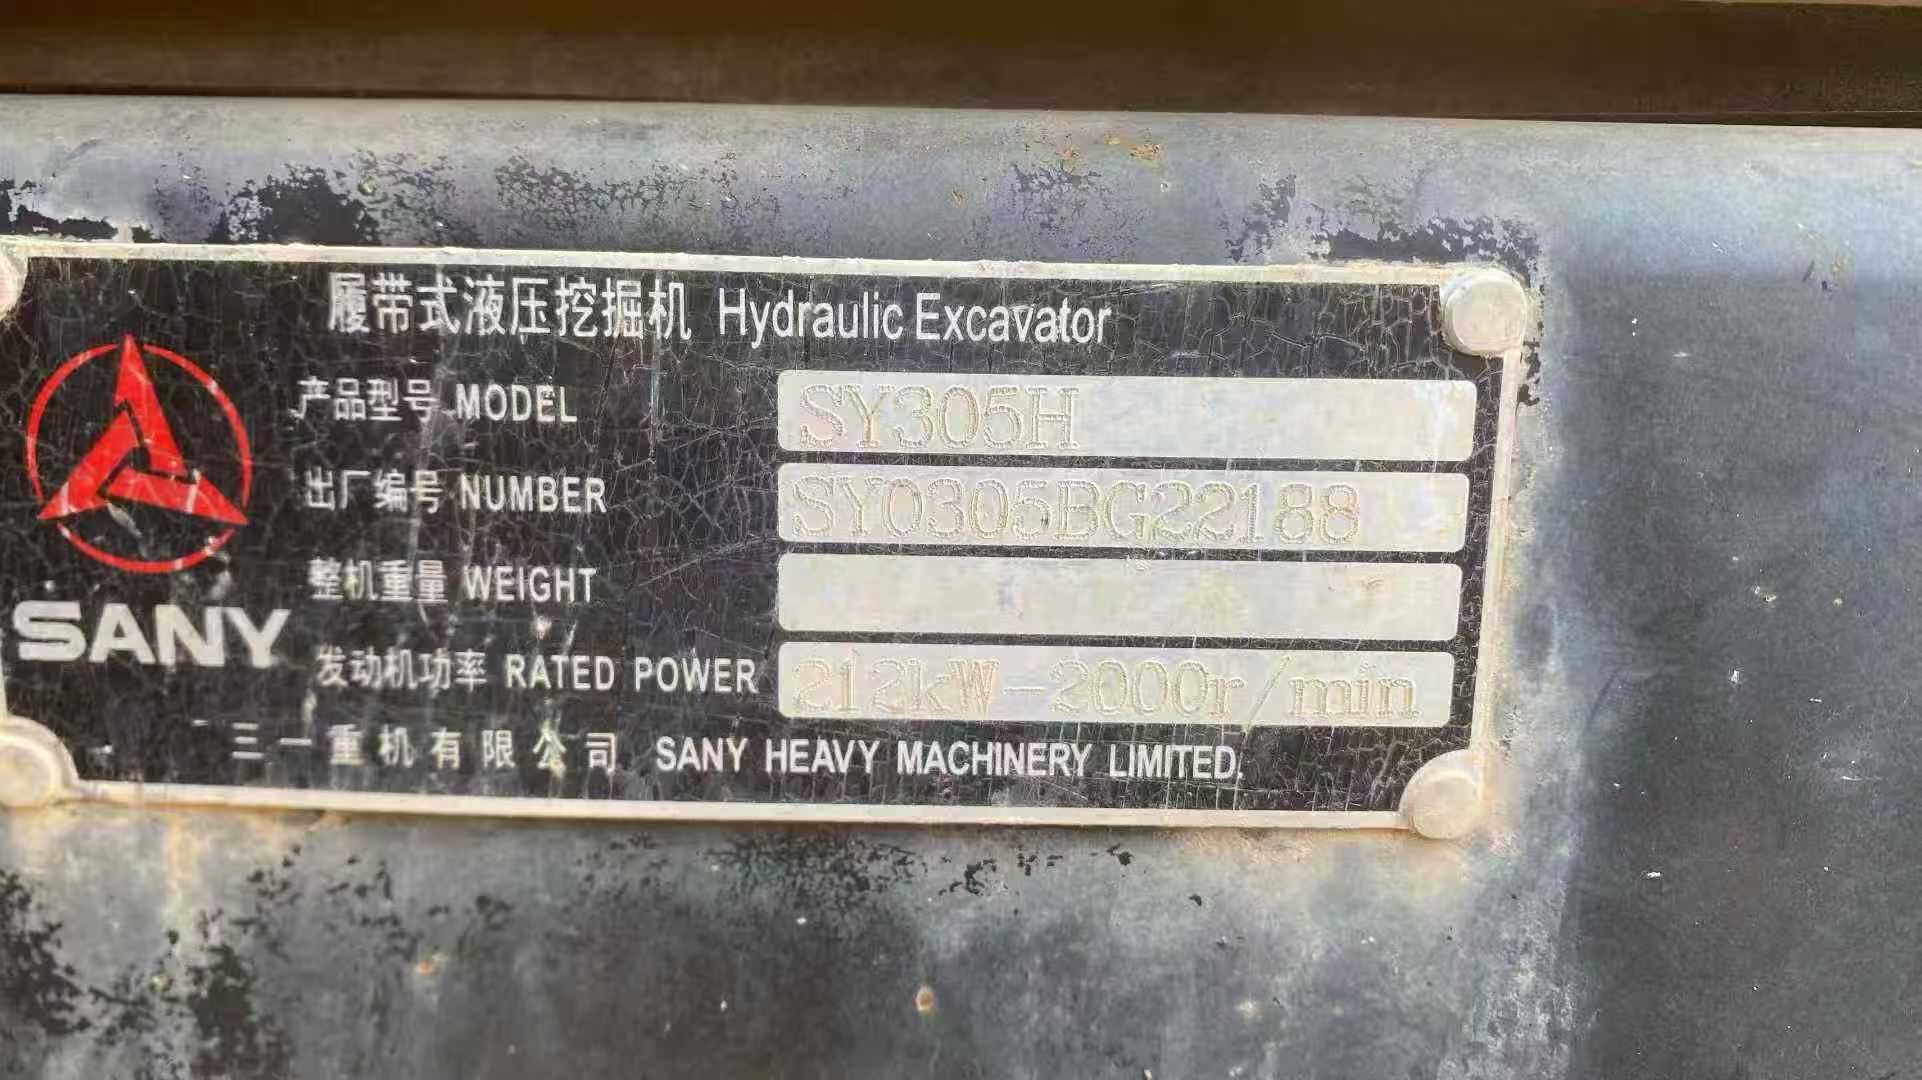 履带式液压挖掘机 Hydraulic Excavator
产品型号 MODEL SY305H
出厂编号 NUMBER SY0305BG22188
整机重量 WEIGHT
发动机功率 RATED POWER 212kW-2000r/min
SANY
三一重机有限公司 SANY HEAVY MACHINERY LIMITED.